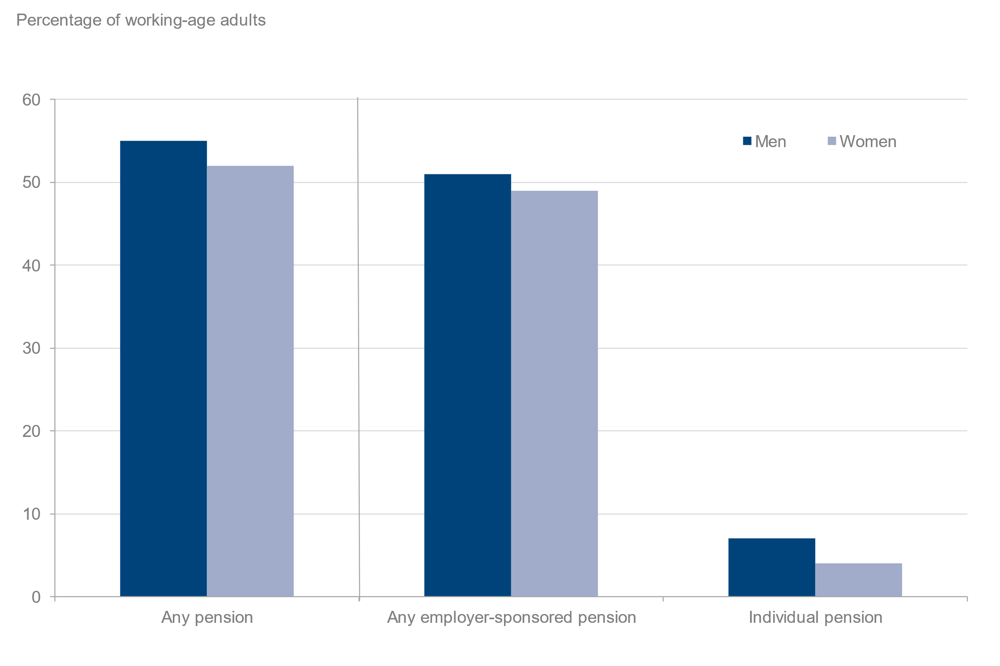 Percentage of working-age adults
60
Men Women
50
40
30
20
10
0
Any pension Any employer-sponsored pension Individual pension